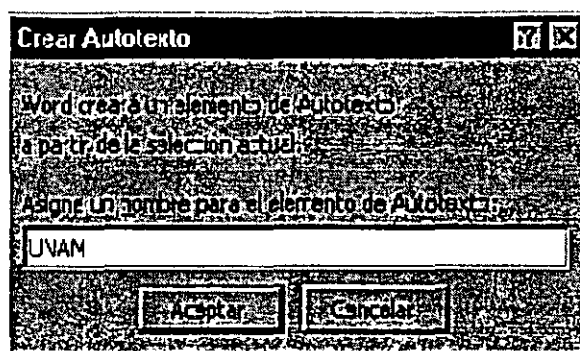 Crear Autotexto
Word creará un elemento de Autotexto
a partir de la selección actual.
Asigne un nombre para el elemento de Autotexto:
UNAM
Aceptar Cancelar